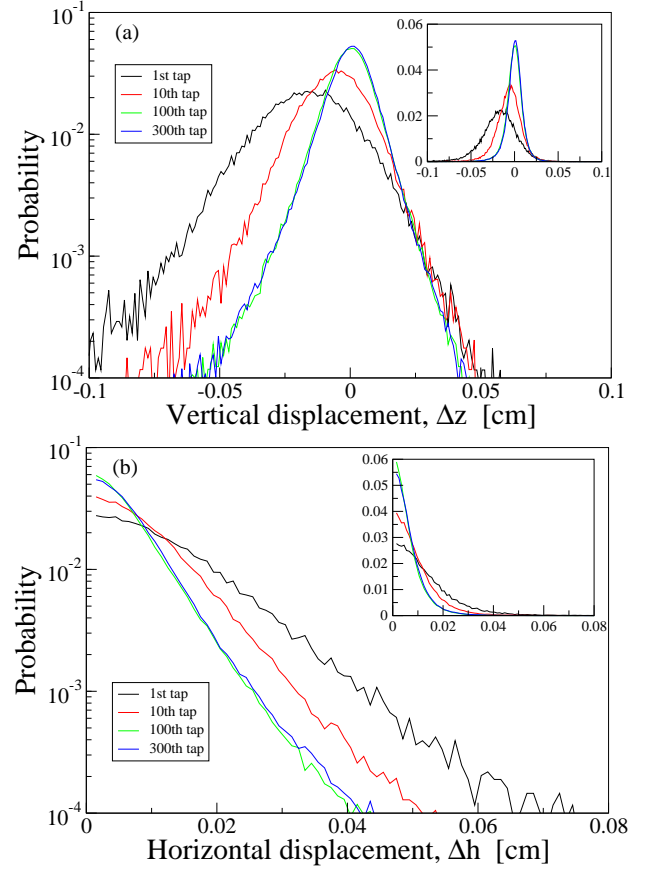 (a)
1st tap
10th tap
100th tap
300th tap
10^-1
10^-2
10^-3
10^-4
Probability
-0.1
-0.05
0
0.05
0.1
Vertical displacement, Δz [cm]
0.06
0.05
0.04
0.02
0
-0.1
-0.05
0
0.05
0.1
(b)
10^-1
10^-2
10^-3
10^-4
Probability
1st tap
10th tap
100th tap
300th tap
0
0.02
0.04
0.06
0.08
Horizontal displacement, Δh [cm]
0.06
0.05
0.04
0.03
0.02
0.01
0
0
0.02
0.04
0.06
0.08